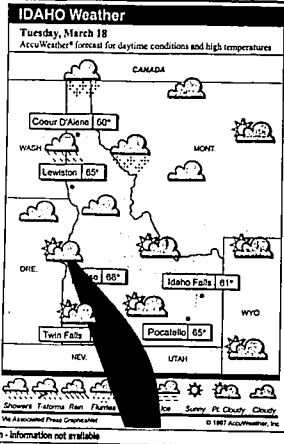 IDAHO Weather
Tuesday, March 18
AccuWeather® forecast for daytime conditions and high temperatures
CANADA
Coeur D'Alene 60°
WASH.
MONT.
Lewiston 65°
ORE.
68°
Idaho Falls 61°
WYO.
Twin Falls
Pocatello 65°
NEV.
UTAH
Showers T-storms Rain Flurries Ice Sunny Pt. Cloudy Cloudy
Via Associated Press GraphicsNet
© 1997 AccuWeather, Inc
- Information not available